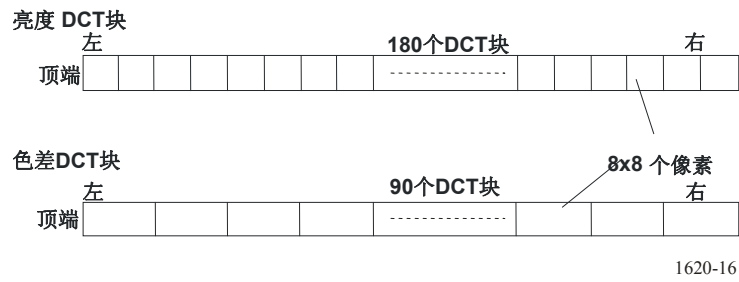 亮度 DCT块
左 180个DCT块 右
顶端
色差DCT块 8x8 个像素
左 90个DCT块 右
顶端
1620-16